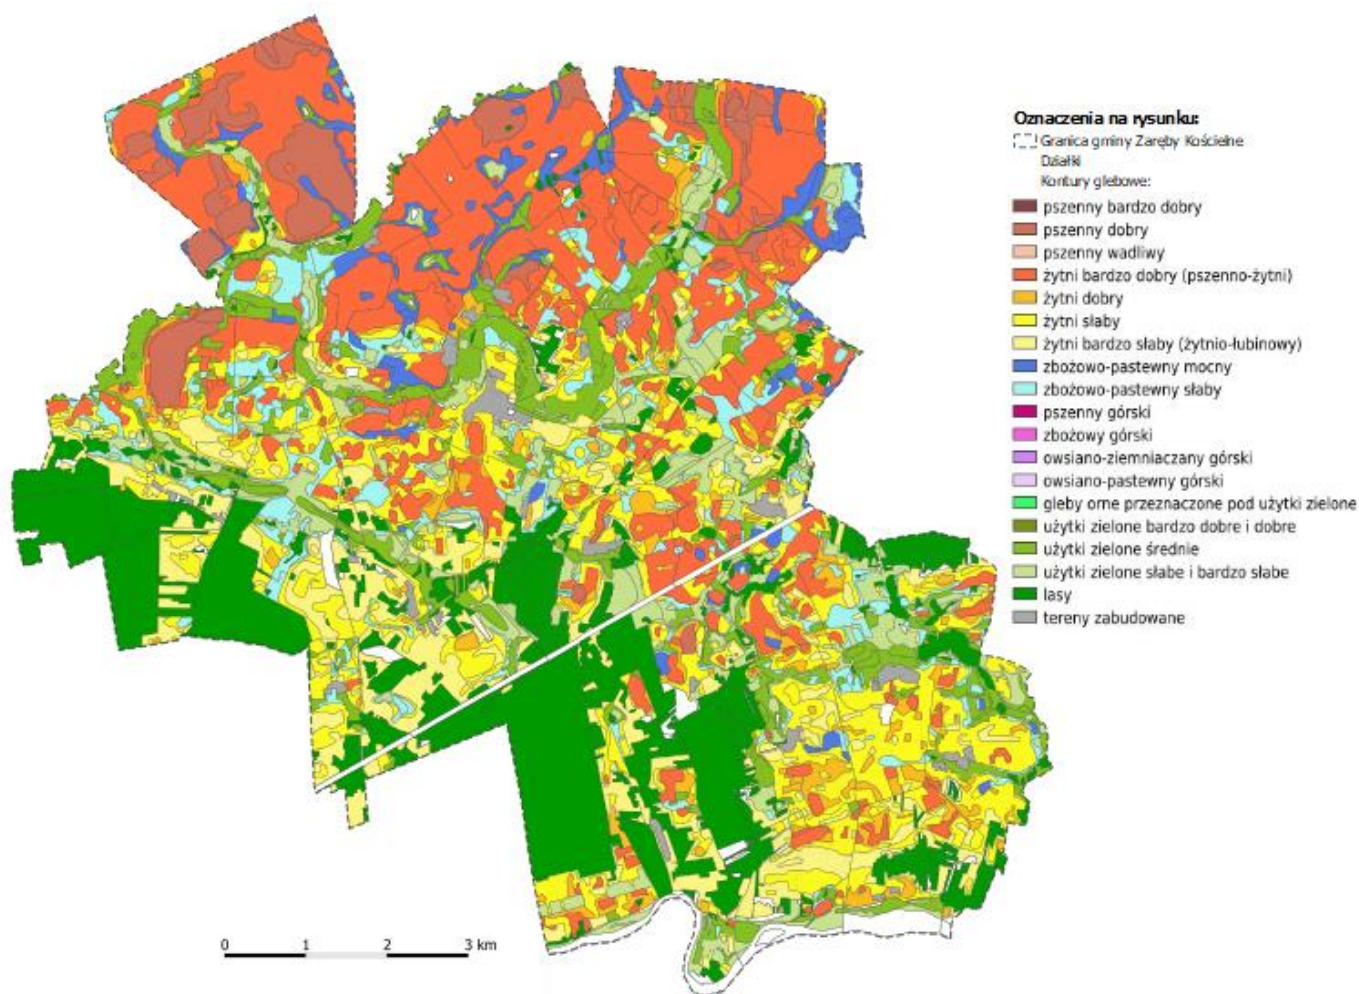 Oznaczenia na rysunku:
Granica gminy Zaręby Kościelne
Działki
Kontury glebowe:
pszenny bardzo dobry
pszenny dobry
pszenny wadliwy
żytni bardzo dobry (pszenno-żytni)
żytni dobry
żytni słaby
żytni bardzo słaby (żytnio-łubinowy)
zbożowo-pastewny mocny
zbożowo-pastewny słaby
pszenny górski
zbożowy górski
owsiano-ziemniaczany górski
owsiano-pastewny górski
gleby orne przeznaczone pod użytki zielone
użytki zielone bardzo dobre i dobre
użytki zielone średnie
użytki zielone słabe i bardzo słabe
lasy
tereny zabudowane
0 1 2 3 km